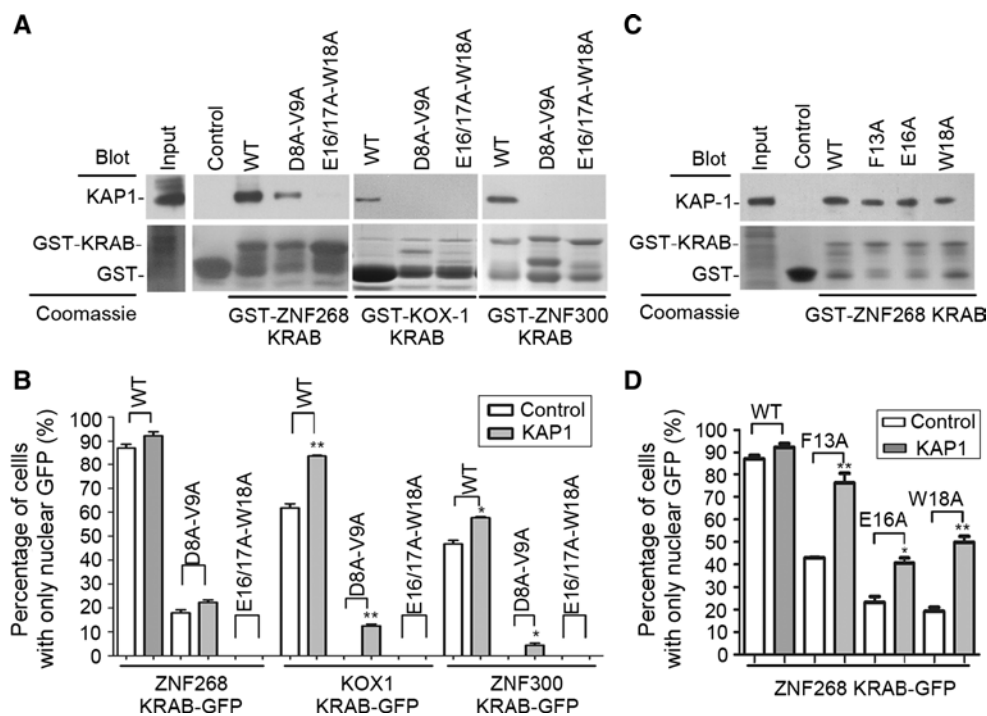 A
Blot
Input
Control
WT
D8A-V9A
E16/17A-W18A
WT
D8A-V9A
E16/17A-W18A
WT
D8A-V9A
E16/17A-W18A
KAP1-
GST-KRAB-
GST-
Coomassie
GST-ZNF268
KRAB
GST-KOX-1
KRAB
GST-ZNF300
KRAB
C
Blot
Input
Control
WT
F13A
E16A
W18A
KAP-1-
GST-KRAB-
GST-
Coomassie
GST-ZNF268 KRAB
B
Percentage of cellls
with only nuclear GFP (%)
100
90
80
70
60
50
40
30
20
10
0
Control
KAP1
WT
D8A-V9A
E16/17A-W18A
WT
**
D8A-V9A
**
E16/17A-W18A
WT
*
D8A-V9A
*
E16/17A-W18A
ZNF268
KRAB-GFP
KOX1
KRAB-GFP
ZNF300
KRAB-GFP
D
Percentage of cells
with only nuclear GFP (%)
100
90
80
70
60
50
40
30
20
10
0
Control
KAP1
WT
F13A
**
E16A
*
W18A
**
ZNF268 KRAB-GFP